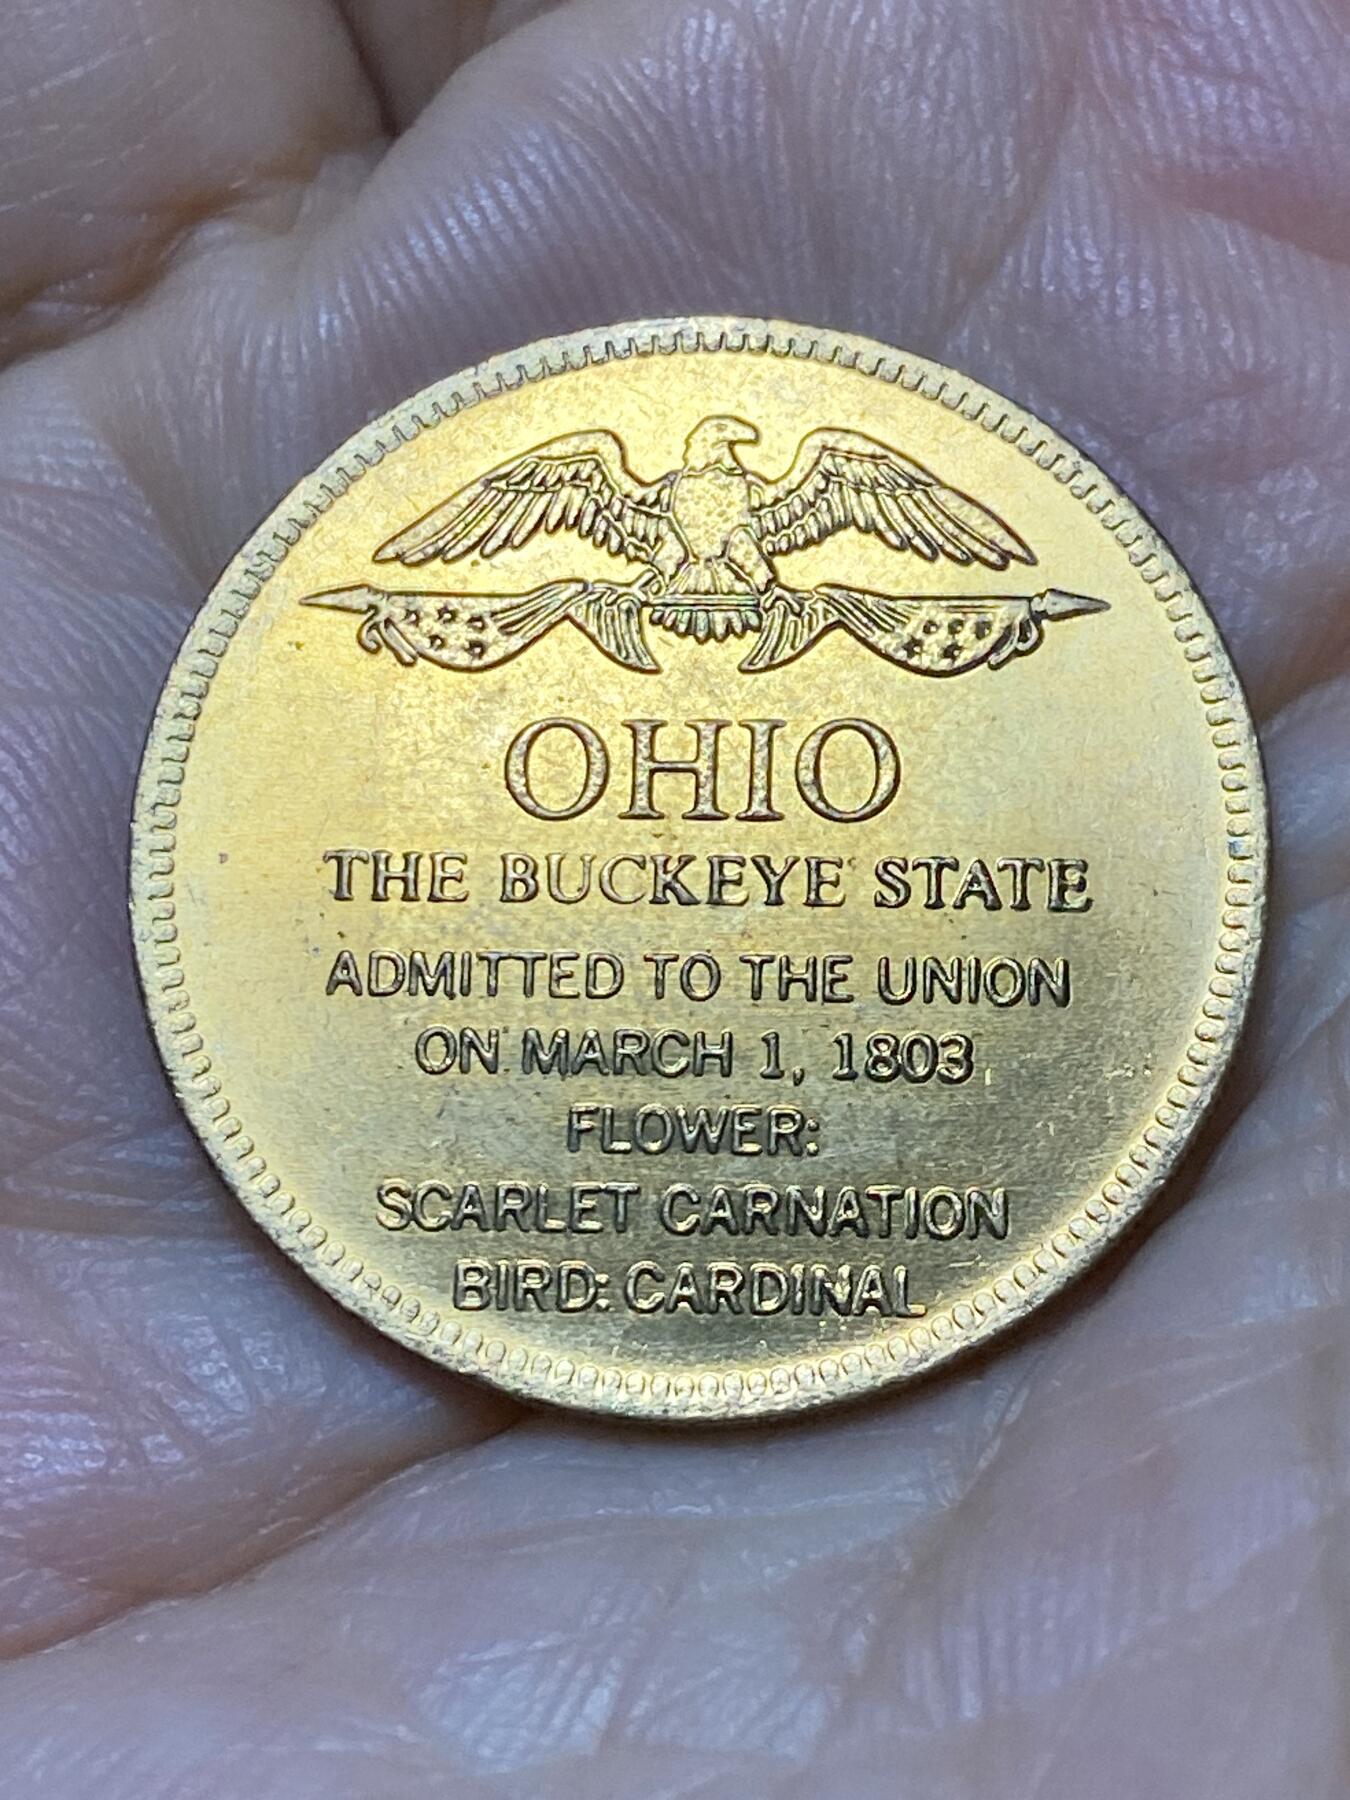 OHIO
THE BUCKEYE STATE
ADMITTED TO THE UNION
ON MARCH 1, 1803
FLOWER:
SCARLET CARNATION
BIRD: CARDINAL